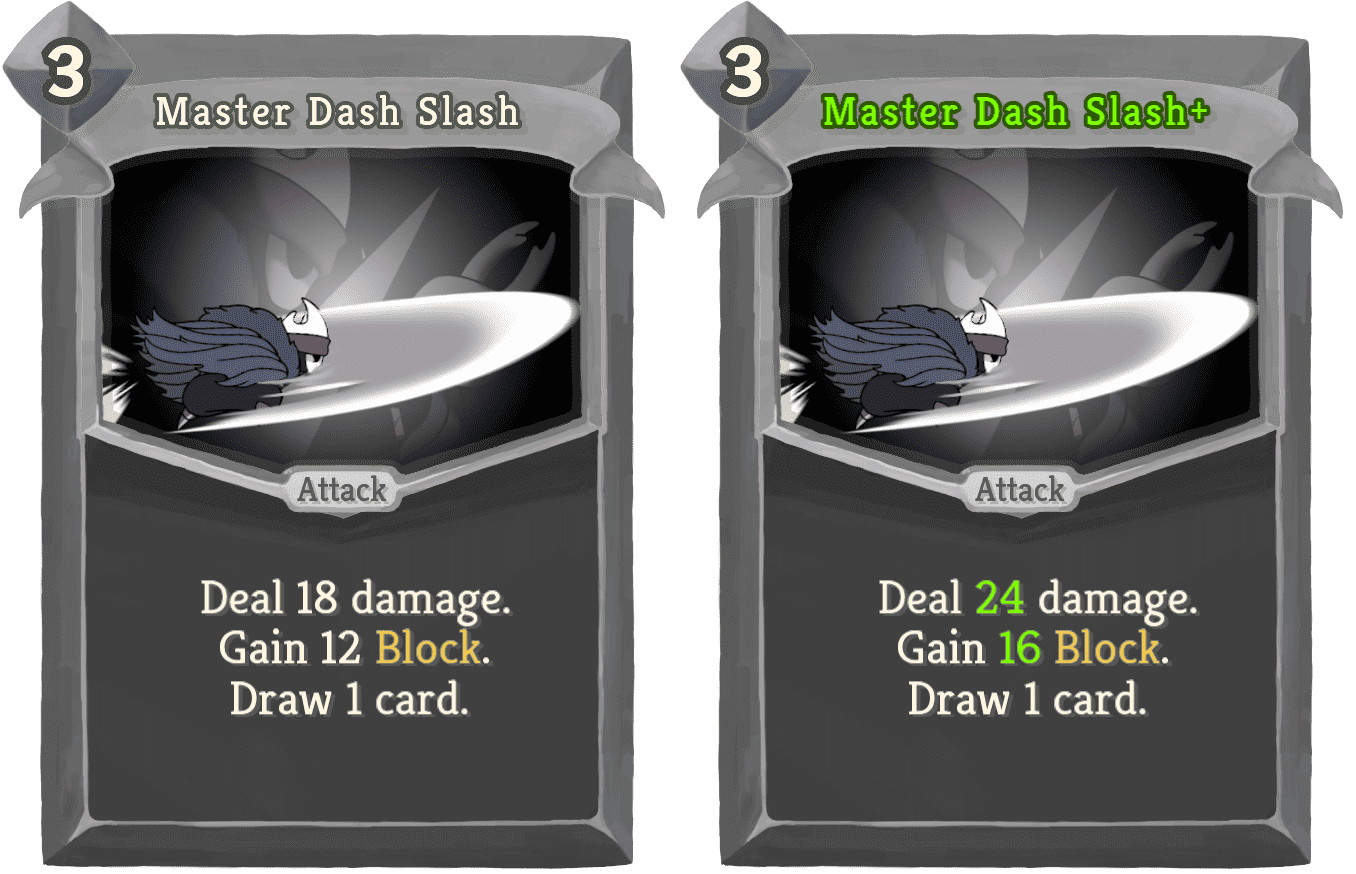 3
Master Dash Slash
Attack
Deal 18 damage.
Gain 12 Block.
Draw 1 card.
3
Master Dash Slash+
Attack
Deal 24 damage.
Gain 16 Block.
Draw 1 card.